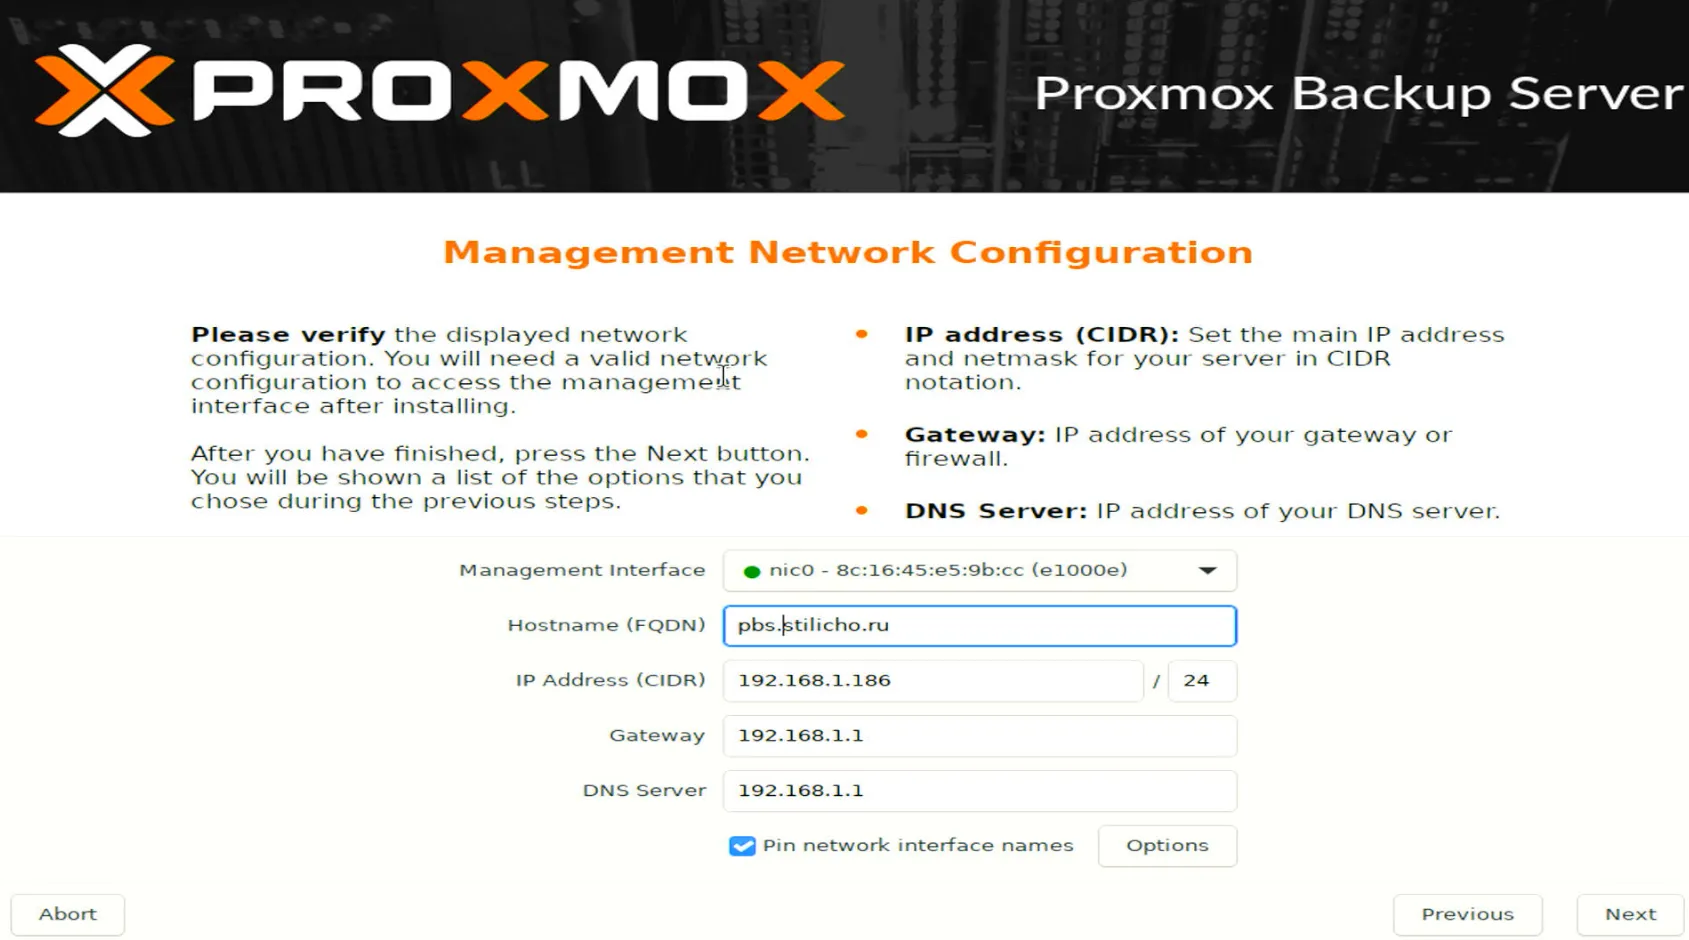 PROXMOX
Proxmox Backup Server
Management Network Configuration
Please verify the displayed network
configuration. You will need a valid network
configuration to access the management
interface after installing.
After you have finished, press the Next button.
You will be shown a list of the options that you
chose during the previous steps.
IP address (CIDR): Set the main IP address
and netmask for your server in CIDR
notation.
Gateway: IP address of your gateway or
firewall.
DNS Server: IP address of your DNS server.
Management Interface nic0 - 8c:16:45:e5:9b:cc (e1000e)
Hostname (FQDN) pbs.stilicho.ru
IP Address (CIDR) 192.168.1.186 / 24
Gateway 192.168.1.1
DNS Server 192.168.1.1
Pin network interface names Options
Abort Previous Next